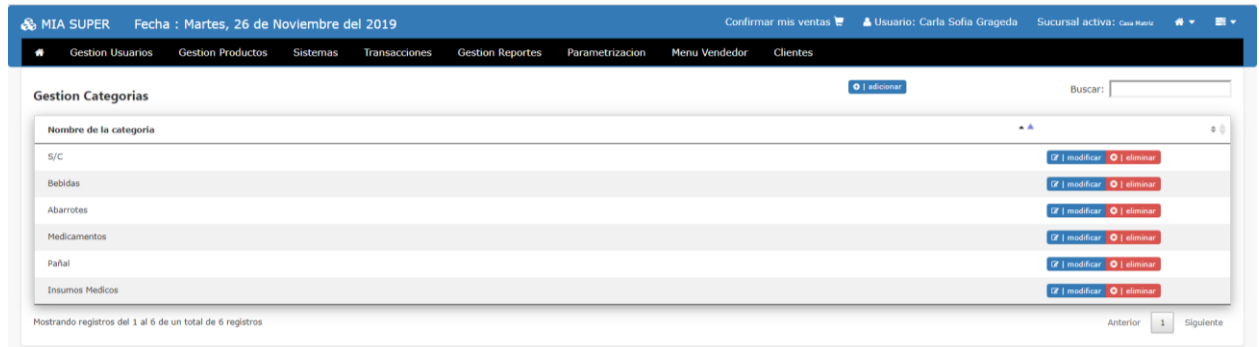 MIA SUPER Fecha : Martes, 26 de Noviembre del 2019 Confirmar mis ventas Usuario: Carla Sofia Grageda Sucursal activa: Casa Matriz
Gestion Usuarios Gestion Productos Sistemas Transacciones Gestion Reportes Parametrizacion Menu Vendedor Clientes
Gestion Categorias | adicionar Buscar:
Nombre de la categoria
S/C | modificar | eliminar
Bebidas | modificar | eliminar
Abarrotes | modificar | eliminar
Medicamentos | modificar | eliminar
Pañal | modificar | eliminar
Insumos Medicos | modificar | eliminar
Mostrando registros del 1 al 6 de un total de 6 registros Anterior 1 Siguiente